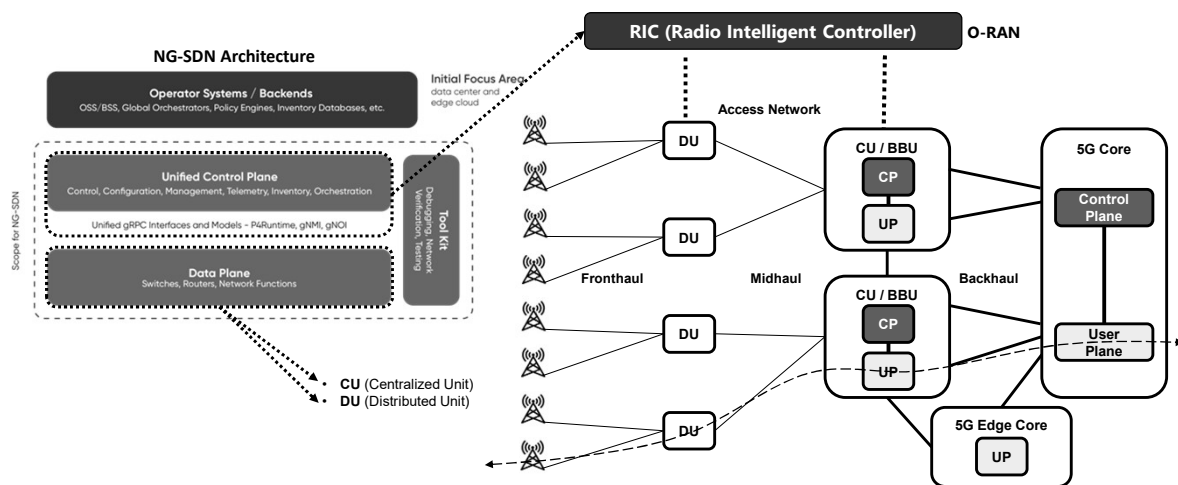 RIC (Radio Intelligent Controller)
O-RAN
NG-SDN Architecture
Operator Systems / Backends
OSS/BSS, Global Orchestrators, Policy Engines, Inventory Databases, etc.
Initial Focus Area
data center and
edge cloud
Scope for NG-SDN
Unified Control Plane
Control, Configuration, Management, Telemetry, Inventory, Orchestration
Unified gRPC Interfaces and Models - P4Runtime, gNMI, gNOI
Data Plane
Switches, Routers, Network Functions
Tool Kit
Debugging, Network
Verification, Testing
• CU (Centralized Unit)
• DU (Distributed Unit)
Access Network
DU
DU
DU
DU
Fronthaul
Midhaul
Backhaul
CU / BBU
CP
UP
CU / BBU
CP
UP
5G Core
Control
Plane
User
Plane
5G Edge Core
UP